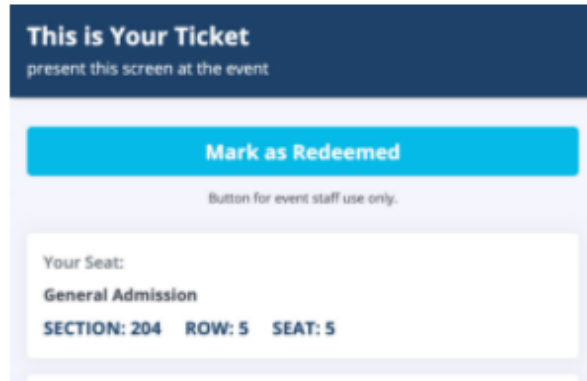 This is Your Ticket
present this screen at the event
Mark as Redeemed
Button for event staff use only.
Your Seat:
General Admission
SECTION: 204 ROW: 5 SEAT: 5